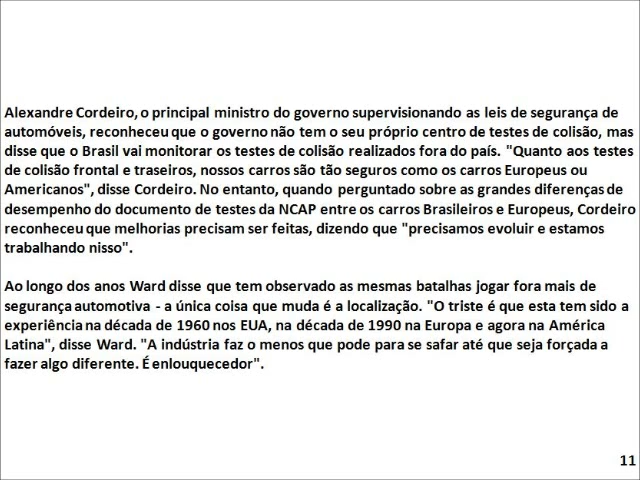 Alexandre Cordeiro, o principal ministro do governo supervisionando as leis de segurança de
automóveis, reconheceu que o governo não tem o seu próprio centro de testes de colisão, mas
disse que o Brasil vai monitorar os testes de colisão realizados fora do país. "Quanto aos testes
de colisão frontal e traseiros, nossos carros são tão seguros como os carros Europeus ou
Americanos", disse Cordeiro. No entanto, quando perguntado sobre as grandes diferenças de
desempenho do documento de testes da NCAP entre os carros Brasileiros e Europeus, Cordeiro
reconheceu que melhorias precisam ser feitas, dizendo que "precisamos evoluir e estamos
trabalhando nisso".
Ao longo dos anos Ward disse que tem observado as mesmas batalhas jogar fora mais de
segurança automotiva - a única coisa que muda é a localização. "O triste é que esta tem sido a
experiência na década de 1960 nos EUA, na década de 1990 na Europa e agora na América
Latina", disse Ward. "A indústria faz o menos que pode para se safar até que seja forçada a
fazer algo diferente. É enlouquecedor".
11